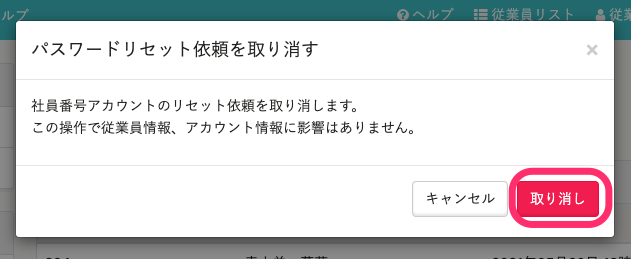 ルプ
ヘルプ 従業員リスト 従業
パスワードリセット依頼を取り消す ×
社員番号アカウントのリセット依頼を取り消します。
この操作で従業員情報、アカウント情報に影響はありません。
キャンセル 取り消し